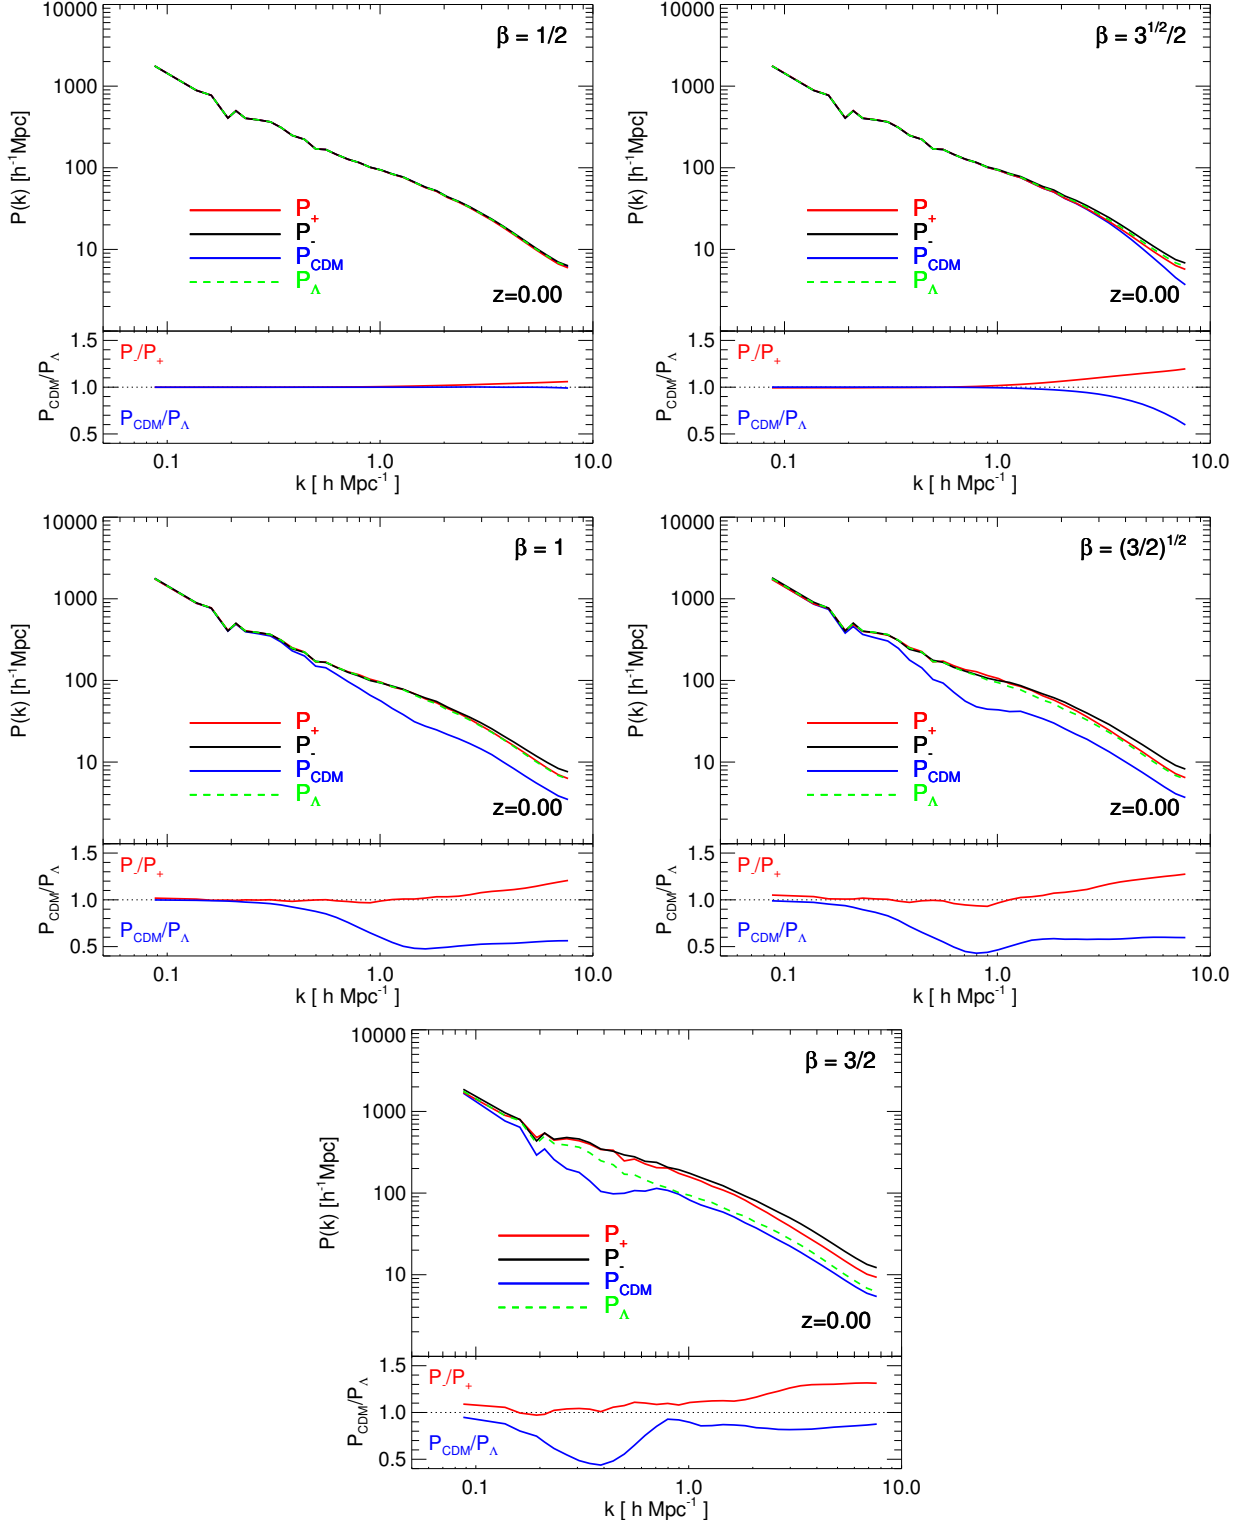 10000
1000
100
10
P(k) [h⁻¹Mpc]
β = 1/2
P₊
P₋
P_CDM
P_Λ
z=0.00
1.5
1.0
0.5
P_CDM/P_Λ
P₋/P₊
P_CDM/P_Λ
0.1 1.0 10.0
k [ h Mpc⁻¹ ]
10000
1000
100
10
P(k) [h⁻¹Mpc]
β = 3^1/2/2
P₊
P₋
P_CDM
P_Λ
z=0.00
1.5
1.0
0.5
P_CDM/P_Λ
P₋/P₊
P_CDM/P_Λ
0.1 1.0 10.0
k [ h Mpc⁻¹ ]
10000
1000
100
10
P(k) [h⁻¹Mpc]
β = 1
P₊
P₋
P_CDM
P_Λ
z=0.00
1.5
1.0
0.5
P_CDM/P_Λ
P₋/P₊
P_CDM/P_Λ
0.1 1.0 10.0
k [ h Mpc⁻¹ ]
10000
1000
100
10
P(k) [h⁻¹Mpc]
β = (3/2)^1/2
P₊
P₋
P_CDM
P_Λ
z=0.00
1.5
1.0
0.5
P_CDM/P_Λ
P₋/P₊
P_CDM/P_Λ
0.1 1.0 10.0
k [ h Mpc⁻¹ ]
10000
1000
100
10
P(k) [h⁻¹Mpc]
β = 3/2
P₊
P₋
P_CDM
P_Λ
z=0.00
1.5
1.0
0.5
P_CDM/P_Λ
P₋/P₊
P_CDM/P_Λ
0.1 1.0 10.0
k [ h Mpc⁻¹ ]